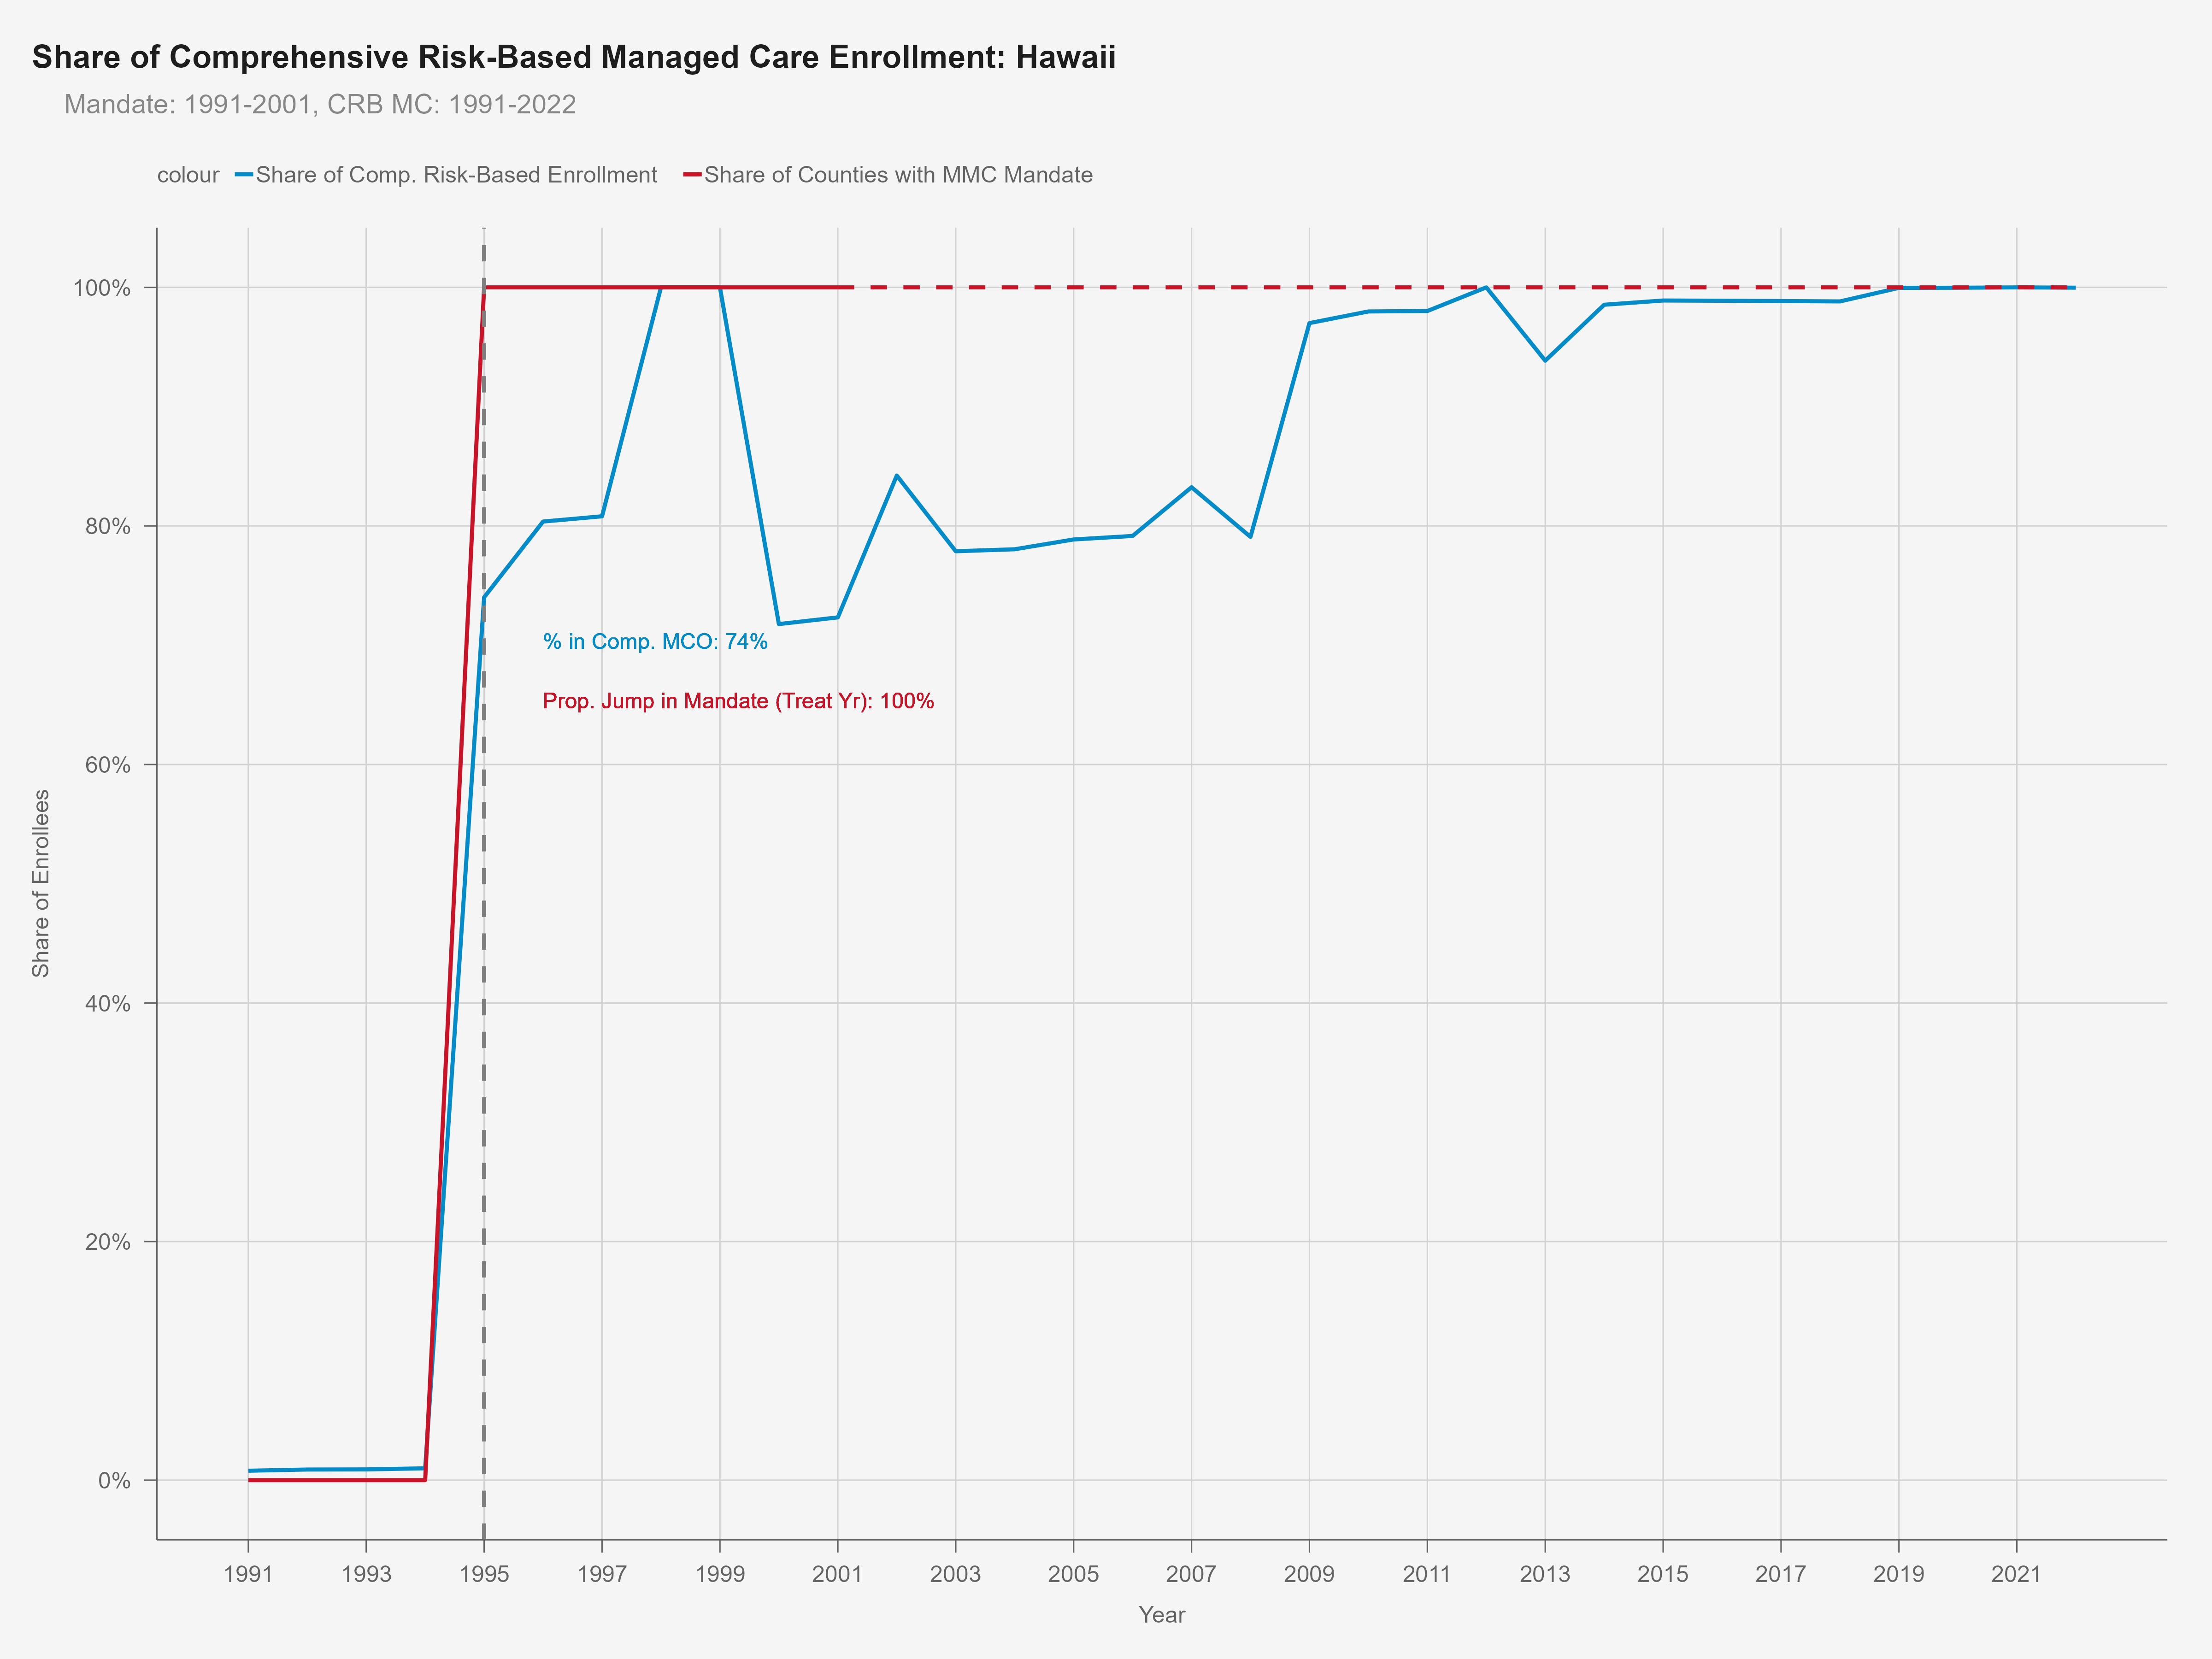 Share of Comprehensive Risk-Based Managed Care Enrollment: Hawaii
Mandate: 1991-2001, CRB MC: 1991-2022
colour Share of Comp. Risk-Based Enrollment Share of Counties with MMC Mandate
100%
80%
% in Comp. MCO: 74%
Prop. Jump in Mandate (Treat Yr): 100%
60%
Share of Enrollees
40%
20%
0%
1991 1993 1995 1997 1999 2001 2003 2005 2007 2009 2011 2013 2015 2017 2019 2021
Year